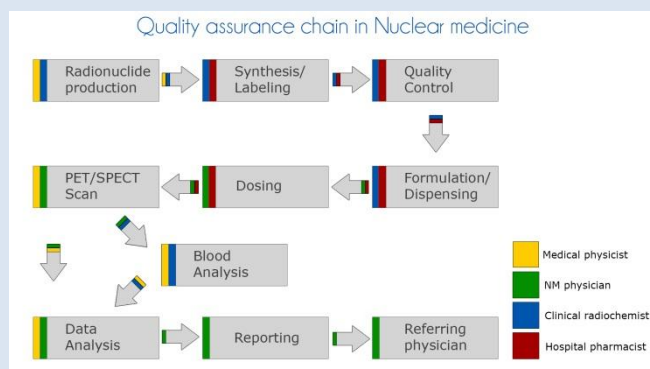 Quality assurance chain in Nuclear medicine
Radionuclide
production
Synthesis/
Labeling
Quality
Control
PET/SPECT
Scan
Dosing
Formulation/
Dispensing
Blood
Analysis
Medical physicist
NM physician
Clinical radiochemist
Hospital pharmacist
Data
Analysis
Reporting
Referring
physician